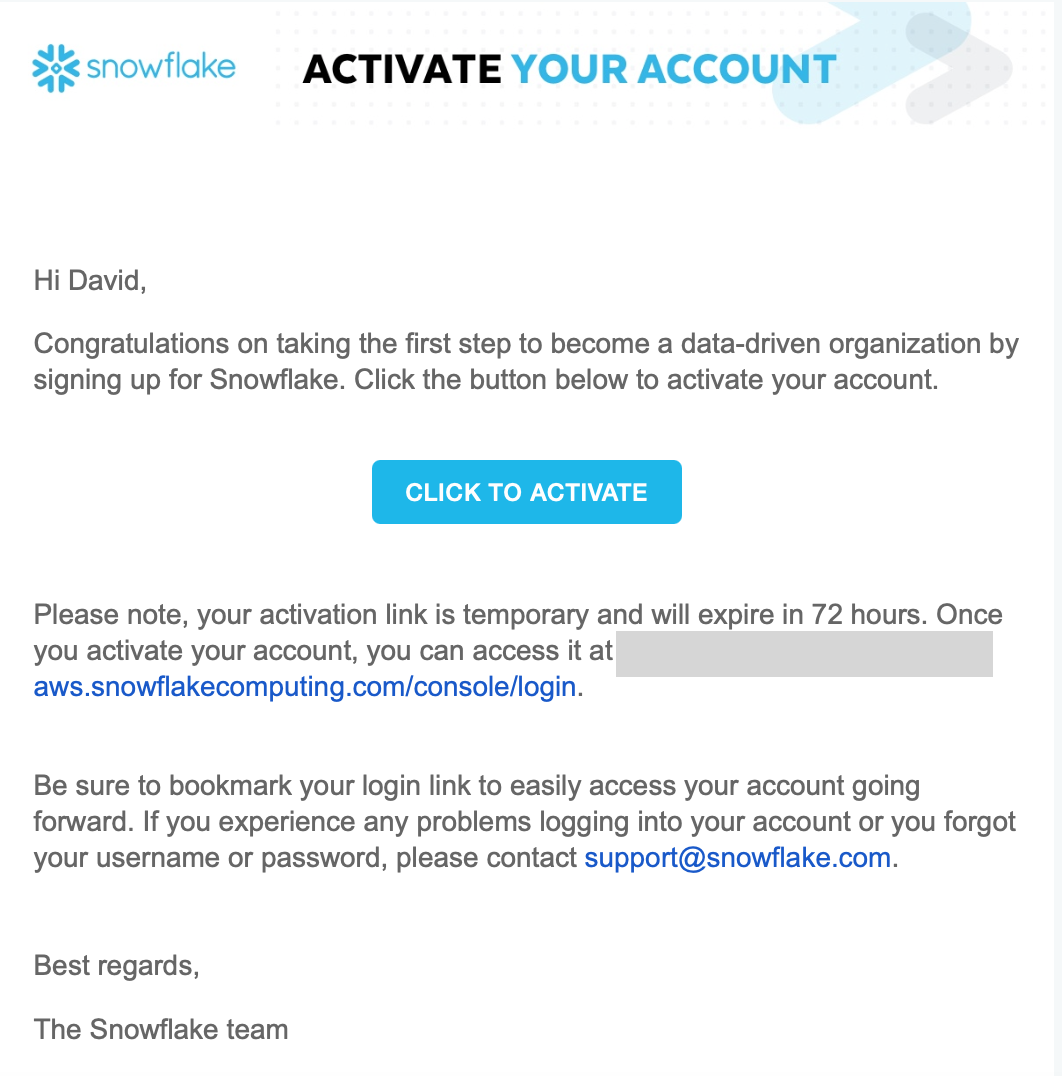 snowflake
ACTIVATE YOUR ACCOUNT
Hi David,
Congratulations on taking the first step to become a data-driven organization by
signing up for Snowflake. Click the button below to activate your account.
CLICK TO ACTIVATE
Please note, your activation link is temporary and will expire in 72 hours. Once
you activate your account, you can access it at
aws.snowflakecomputing.com/console/login.
Be sure to bookmark your login link to easily access your account going
forward. If you experience any problems logging into your account or you forgot
your username or password, please contact support@snowflake.com.
Best regards,
The Snowflake team